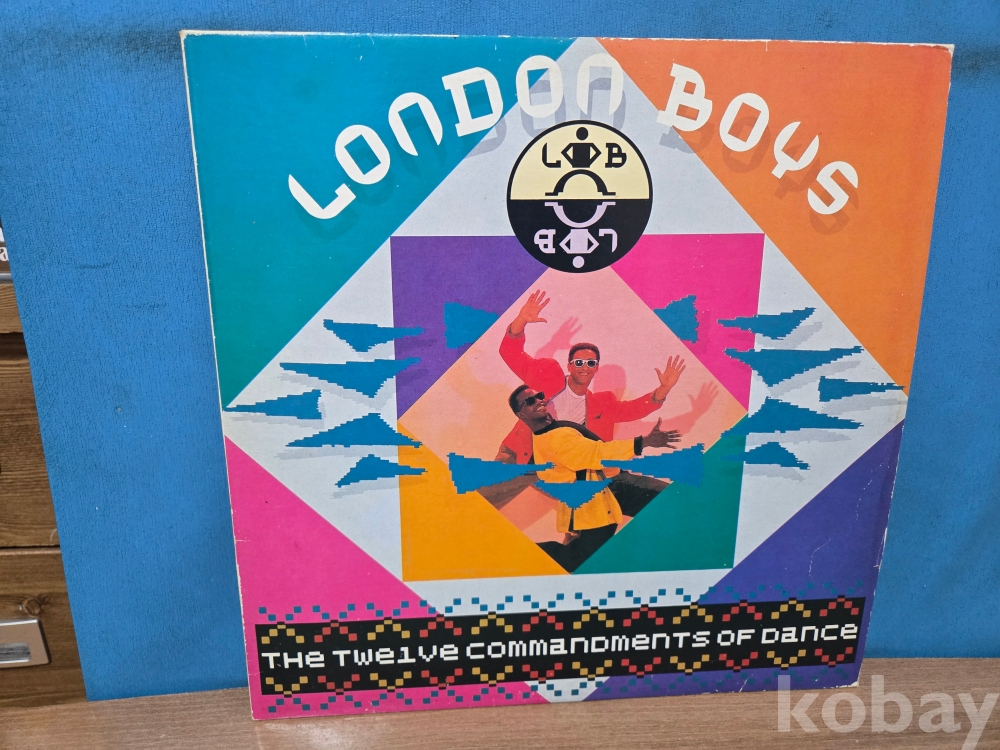 LONDON BOYS
L B
L B
THE TWELVE COMMANDMENTS OF DANCE
kobay